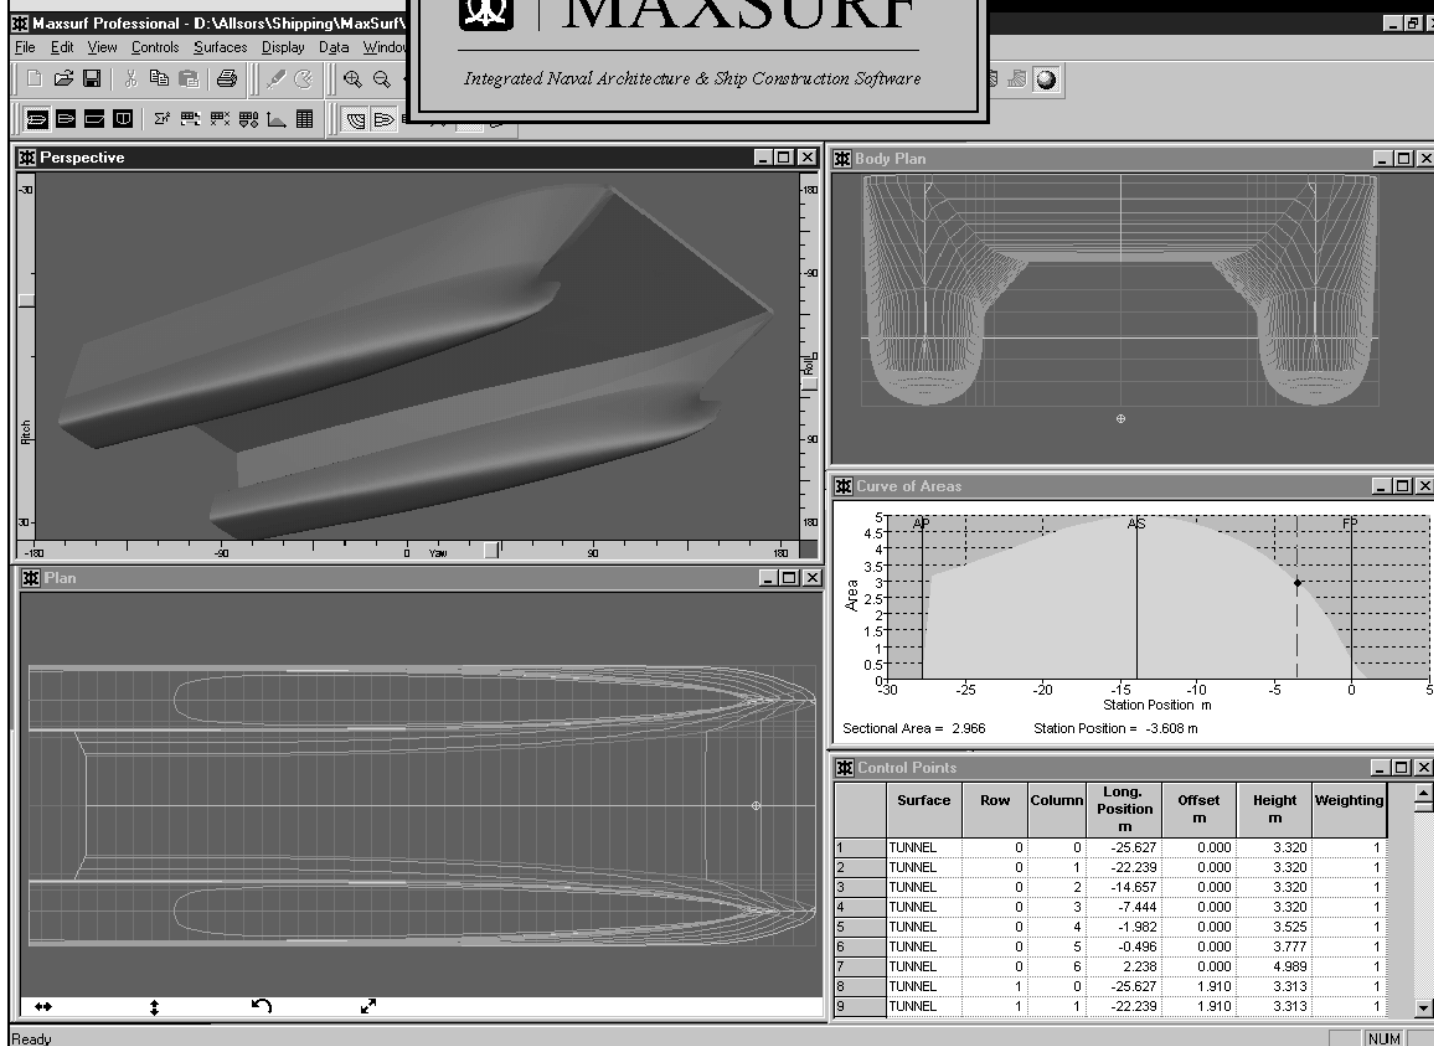 MAXSURF
Integrated Naval Architecture & Ship Construction Software
Maxsurf Professional - D:\Allsors\Shipping\MaxSurf\
File Edit View Controls Surfaces Display Data
Perspective
-30
-180
-90
0
Roll
90
180
Pitch
30
-180 -90 0 Yaw 90 180
Body Plan
Curve of Areas
AP AS FP
5
4.5
4
3.5
3
2.5
2
1.5
1
0.5
0
Area
-30 -25 -20 -15 -10 -5 0 5
Station Position m
Sectional Area = 2.966 Station Position = -3.608 m
Plan
Control Points
Surface Row Column Long. Position m Offset m Height m Weighting
1 TUNNEL 0 0 -25.627 0.000 3.320 1
2 TUNNEL 0 1 -22.239 0.000 3.320 1
3 TUNNEL 0 2 -14.657 0.000 3.320 1
4 TUNNEL 0 3 -7.444 0.000 3.320 1
5 TUNNEL 0 4 -1.982 0.000 3.525 1
6 TUNNEL 0 5 -0.496 0.000 3.777 1
7 TUNNEL 0 6 2.238 0.000 4.989 1
8 TUNNEL 1 0 -25.627 1.910 3.313 1
9 TUNNEL 1 1 -22.239 1.910 3.313 1
Ready NUM